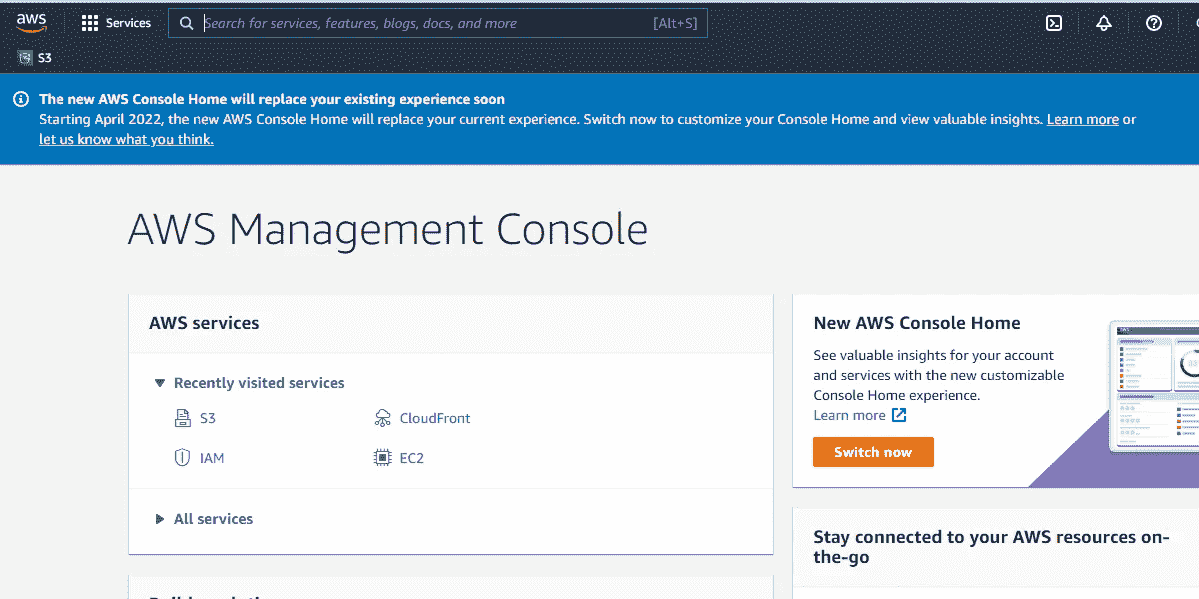 aws
Services
Search for services, features, blogs, docs, and more
[Alt+S]
S3
The new AWS Console Home will replace your existing experience soon
Starting April 2022, the new AWS Console Home will replace your current experience. Switch now to customize your Console Home and view valuable insights. Learn more or
let us know what you think.
AWS Management Console
AWS services
Recently visited services
S3
CloudFront
IAM
EC2
All services
New AWS Console Home
See valuable insights for your account
and services with the new customizable
Console Home experience.
Learn more
Switch now
Stay connected to your AWS resources on-
the-go